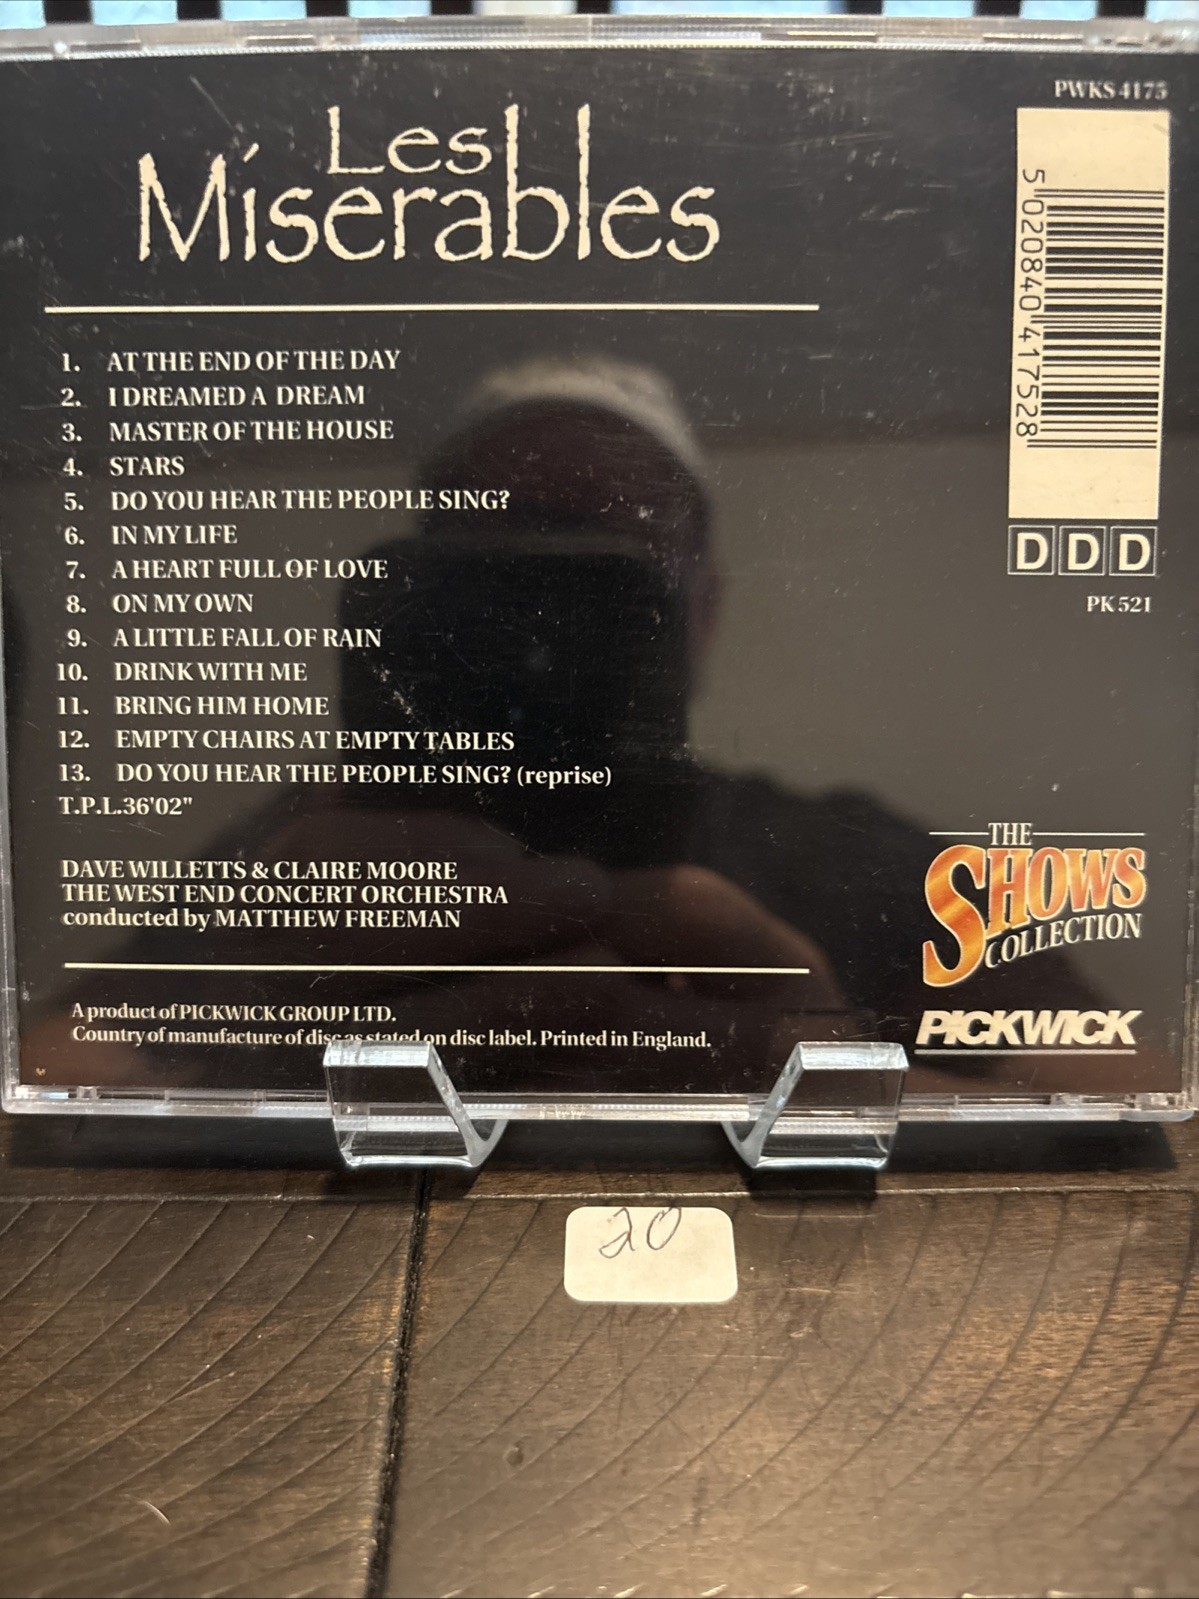 PWKS 4175
Les
Miserables
5 020840 417528
1. AT THE END OF THE DAY
2. I DREAMED A DREAM
3. MASTER OF THE HOUSE
4. STARS
5. DO YOU HEAR THE PEOPLE SING?
6. IN MY LIFE
7. A HEART FULL OF LOVE
8. ON MY OWN
9. A LITTLE FALL OF RAIN
10. DRINK WITH ME
11. BRING HIM HOME
12. EMPTY CHAIRS AT EMPTY TABLES
13. DO YOU HEAR THE PEOPLE SING? (reprise)
T.P.L.36'02"
DDD
PK 521
DAVE WILLETTS & CLAIRE MOORE
THE WEST END CONCERT ORCHESTRA
conducted by MATTHEW FREEMAN
THE
SHOWS
COLLECTION
PICKWICK
A product of PICKWICK GROUP LTD.
Country of manufacture of disc as stated on disc label. Printed in England.
20